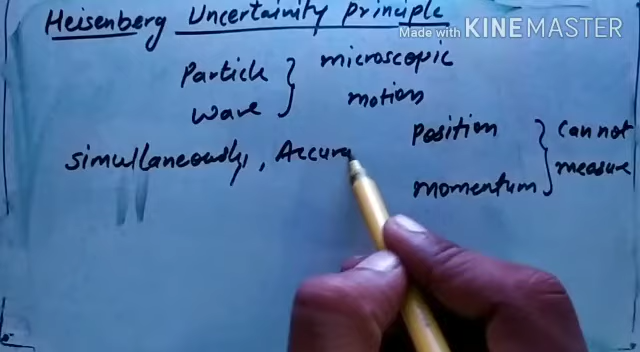 Heisenberg Uncertainity principle
Made with KINEMASTER
Particle } microscopic
wave motion
Position } Cannot
simultaneously, Accura
momentum measure